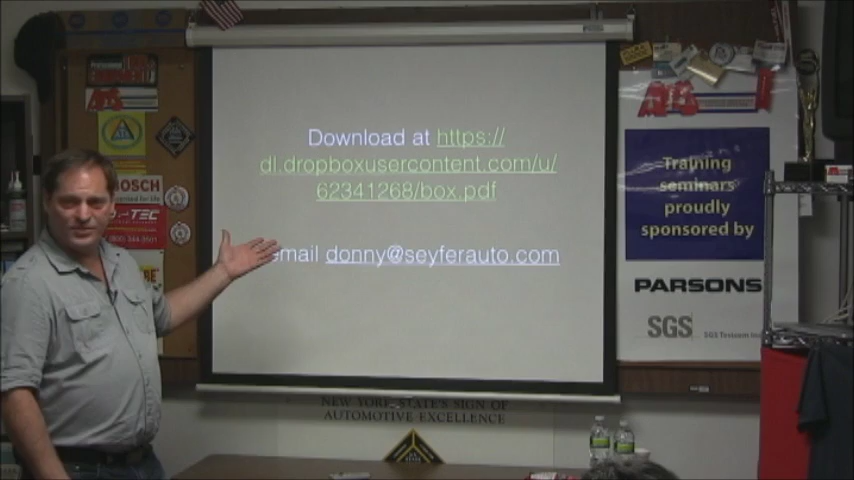 Download at https://
dl.dropboxusercontent.com/u/
62341268/box.pdf
email donny@seyferauto.com
BOSCH
TEC
Training
seminars
proudly
sponsored by
PARSONS
SGS
NEW YORK STATE'S SIGN OF
AUTOMOTIVE EXCELLENCE